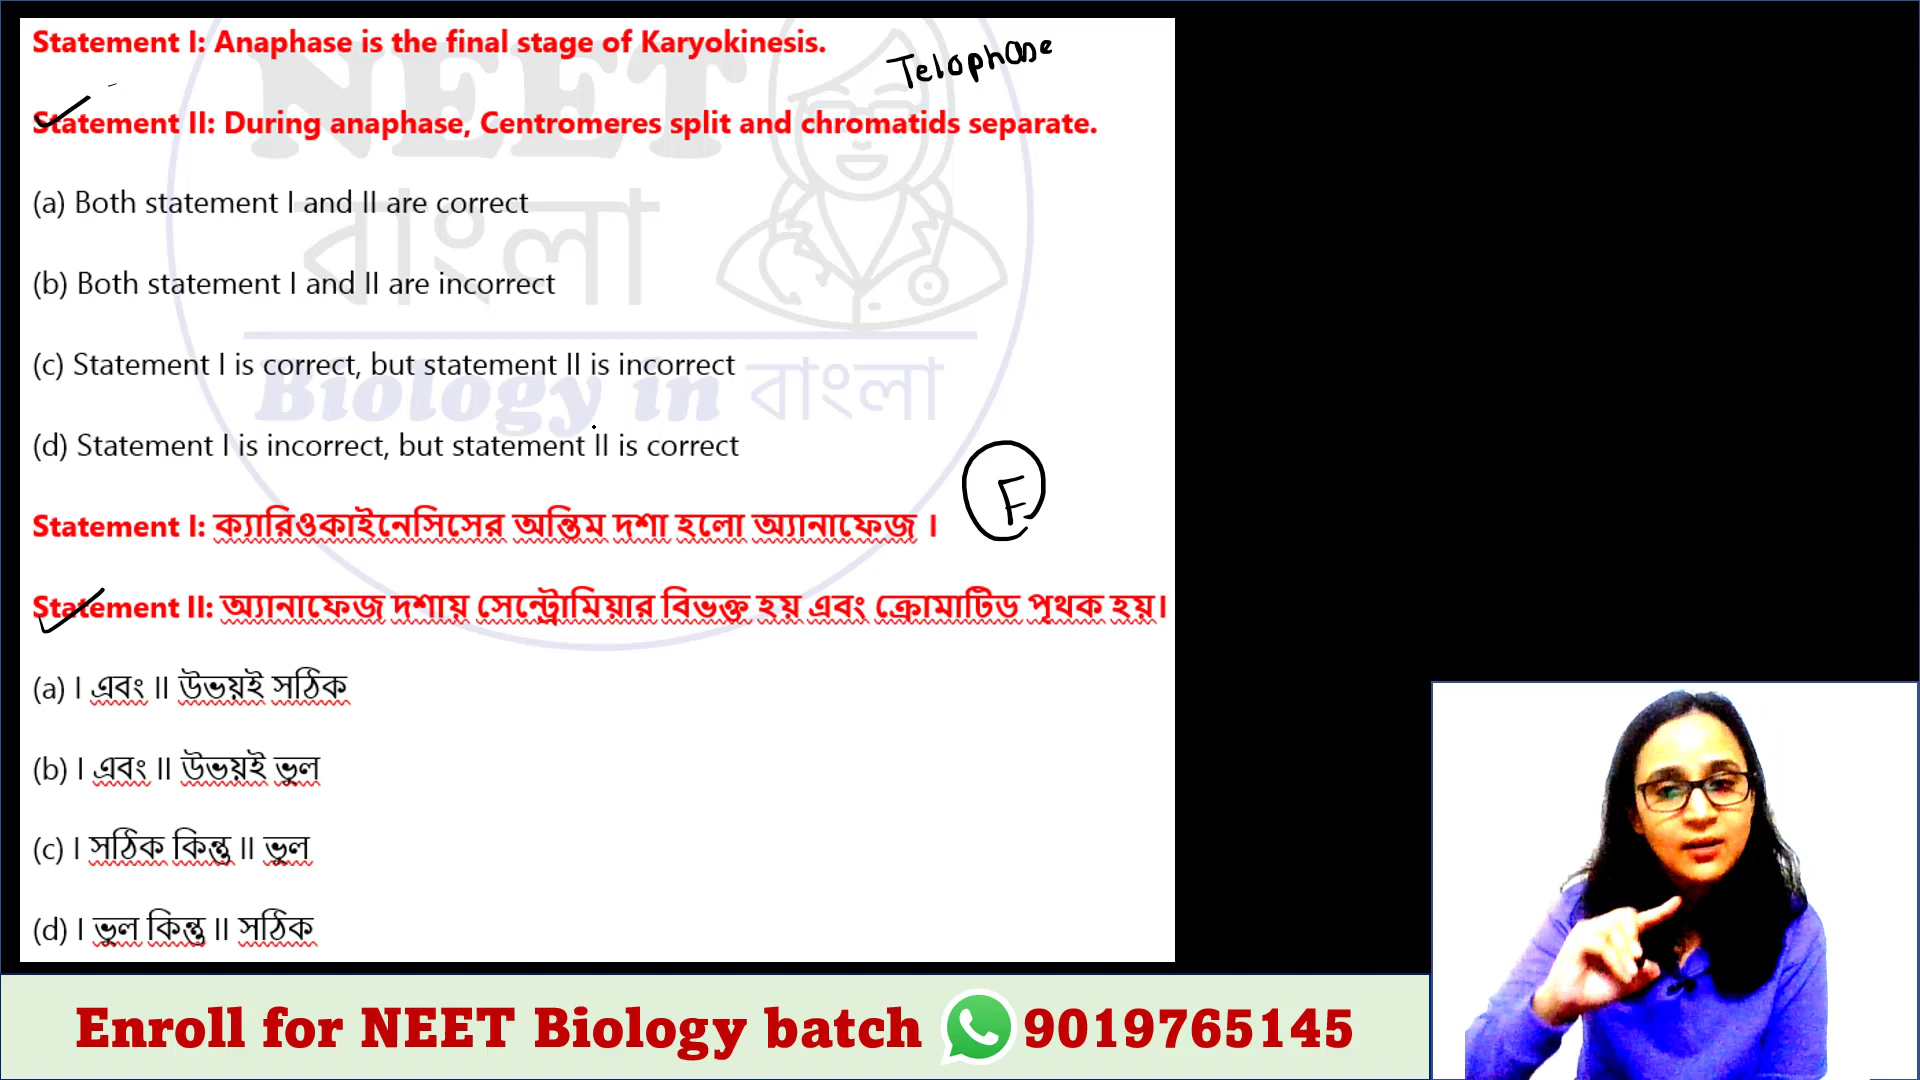 Statement I: Anaphase is the final stage of Karyokinesis.
Telophase
Statement II: During anaphase, Centromeres split and chromatids separate.
(a) Both statement I and II are correct
(b) Both statement I and II are incorrect
(c) Statement I is correct, but statement II is incorrect
(d) Statement I is incorrect, but statement II is correct
Statement I: ক্যারিওকাইনেসিসের অন্তিম দশা হলো অ্যানাফেজ ।
F
Statement II: অ্যানাফেজ দশায় সেন্ট্রোমিয়ার বিভক্ত হয় এবং ক্রোমাটিড পৃথক হয়।
(a) I এবং II উভয়ই সঠিক
(b) I এবং II উভয়ই ভুল
(c) I সঠিক কিন্তু II ভুল
(d) I ভুল কিন্তু II সঠিক
NEET
বাংলা
Biology in বাংলা
Enroll for NEET Biology batch 9019765145